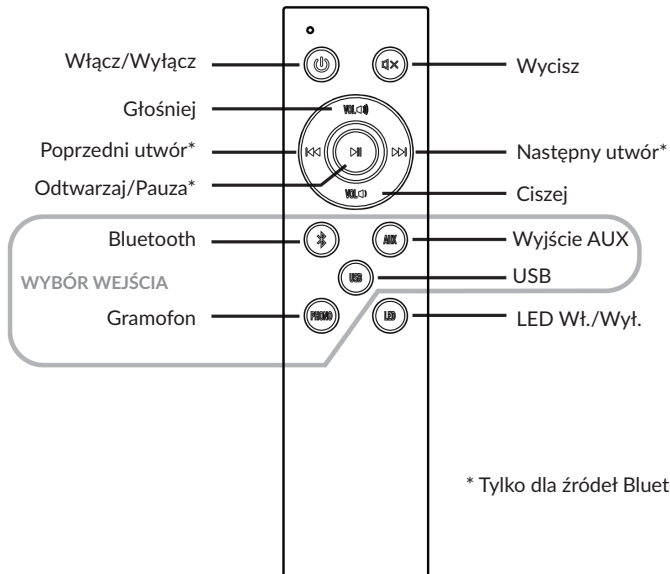 Włącz/Wyłącz
Wycisz
Głośniej
VOL
Poprzedni utwór*
Następny utwór*
Odtwarzaj/Pauza*
VOL
Ciszej
Bluetooth
AUX
Wyjście AUX
WYBÓR WEJŚCIA
USB
USB
Gramofon
PHONO
LED
LED Wł./Wył.
* Tylko dla źródeł Bluet